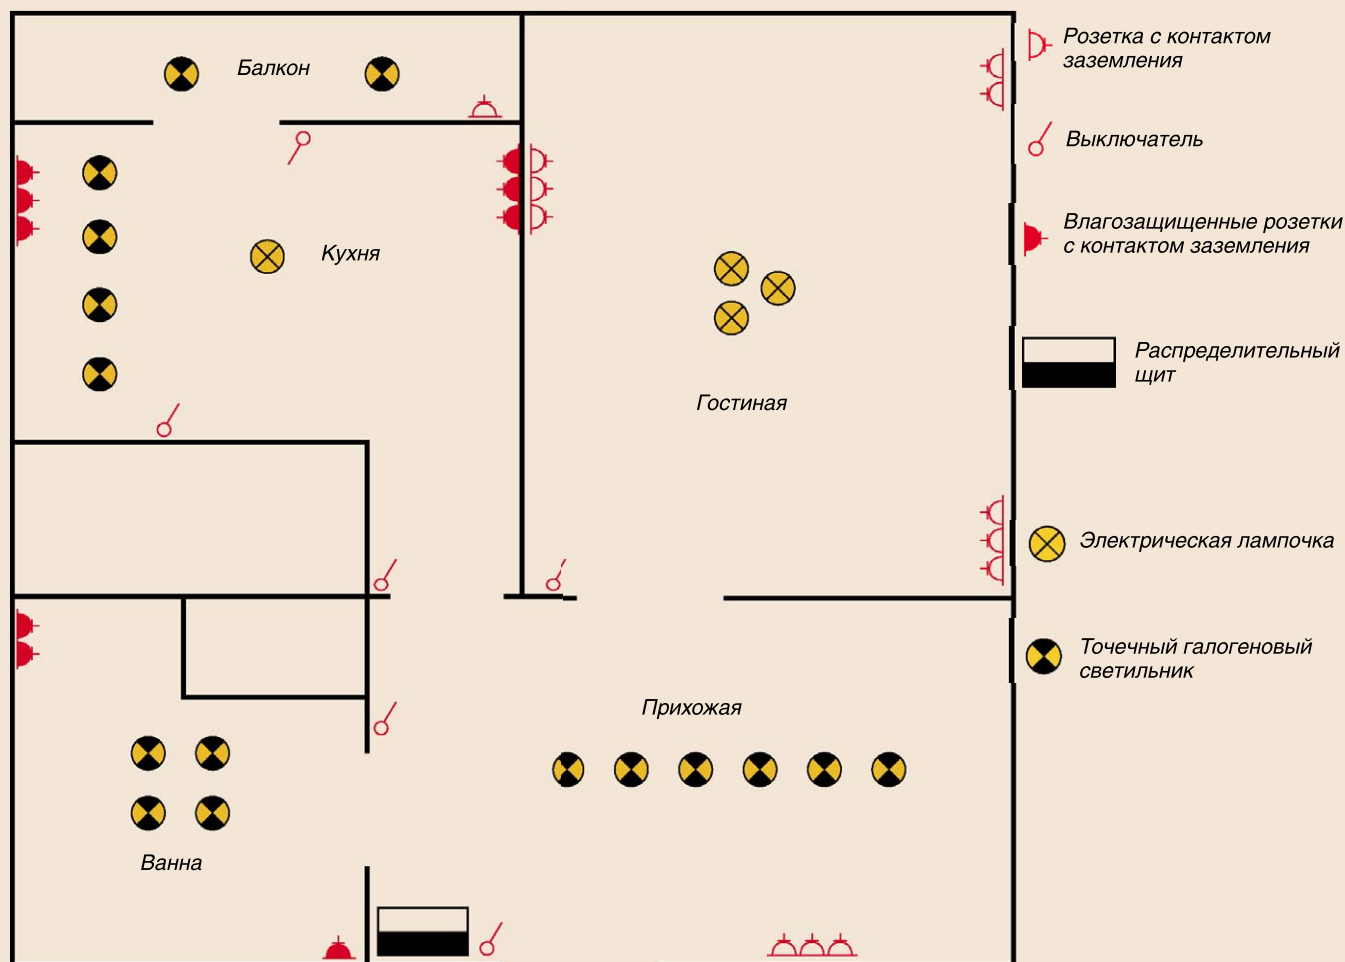 Балкон
Кухня
Гостиная
Прихожая
Ванна
Розетка с контактом
заземления
Выключатель
Влагозащищенные розетки
с контактом заземления
Распределительный
щит
Электрическая лампочка
Точечный галогеновый
светильник